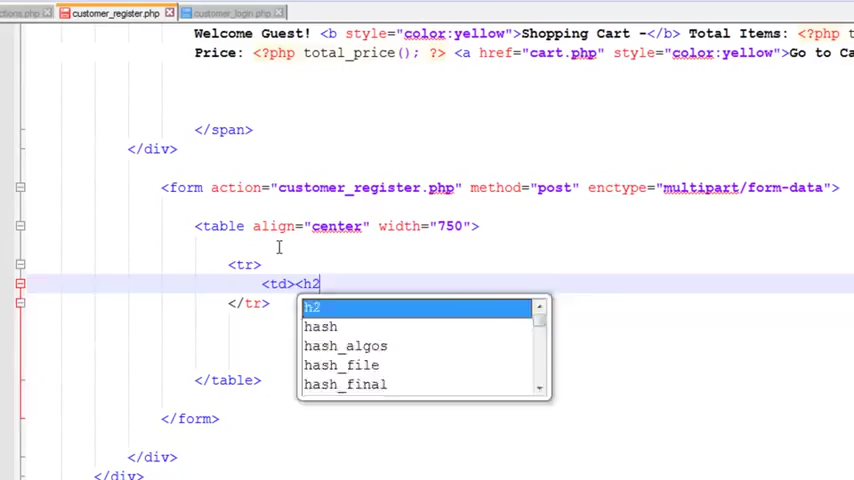 ctions.php customer_register.php customer_login.php
Welcome Guest! <b style="color:yellow">Shopping Cart -</b> Total Items: <?php t
Price: <?php total_price(); ?> <a href="cart.php" style="color:yellow">Go to Ca
</span>
</div>
<form action="customer_register.php" method="post" enctype="multipart/form-data">
<table align="center" width="750">
<tr>
<td><h2
</tr>
h2
hash
hash_algos
hash_file
hash_final
</table>
</form>
</div>
</div>